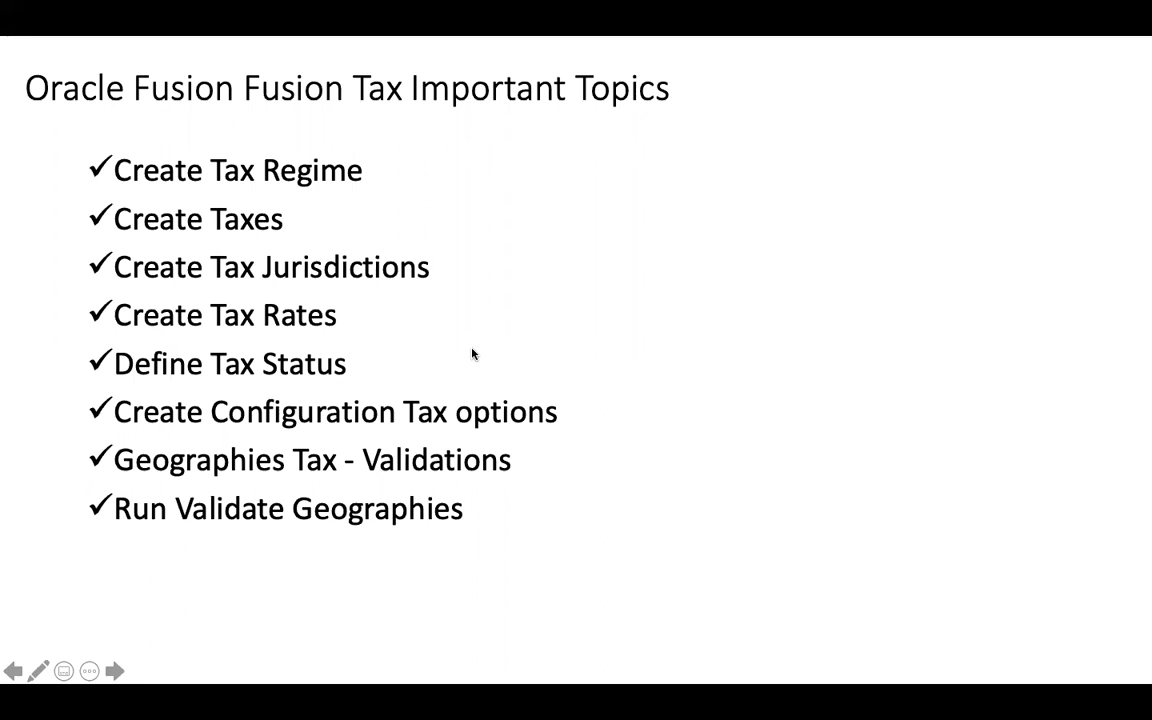 Oracle Fusion Fusion Tax Important Topics
✓Create Tax Regime
✓Create Taxes
✓Create Tax Jurisdictions
✓Create Tax Rates
✓Define Tax Status
✓Create Configuration Tax options
✓Geographies Tax - Validations
✓Run Validate Geographies